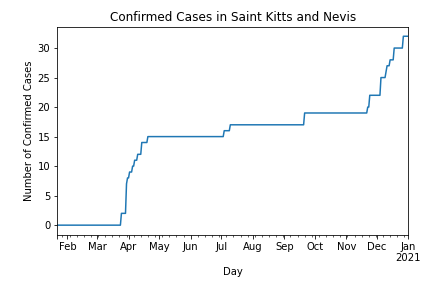 Confirmed Cases in Saint Kitts and Nevis
Number of Confirmed Cases
30
25
20
15
10
5
0
Feb Mar Apr May Jun Jul Aug Sep Oct Nov Dec Jan
2021
Day